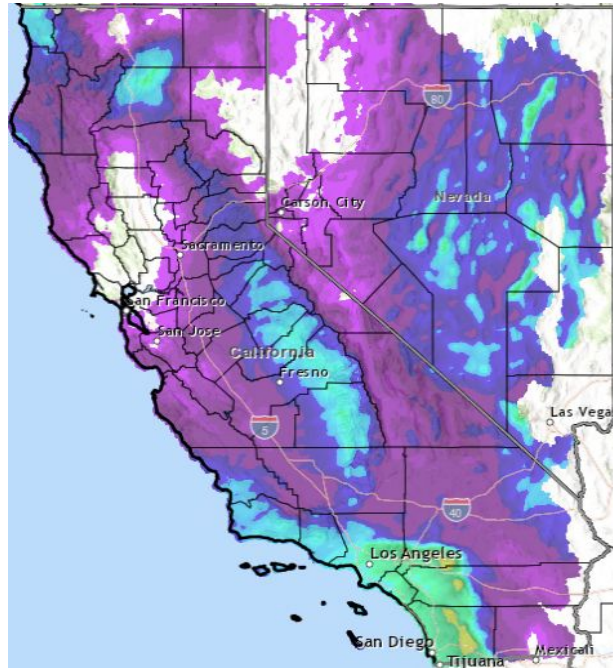 80
Nevada
Carson City
Sacramento
San Francisco
San Jose
California
Fresno
5
Las Vega
40
Los Angeles
San Diego
Tijuana
Mexicali